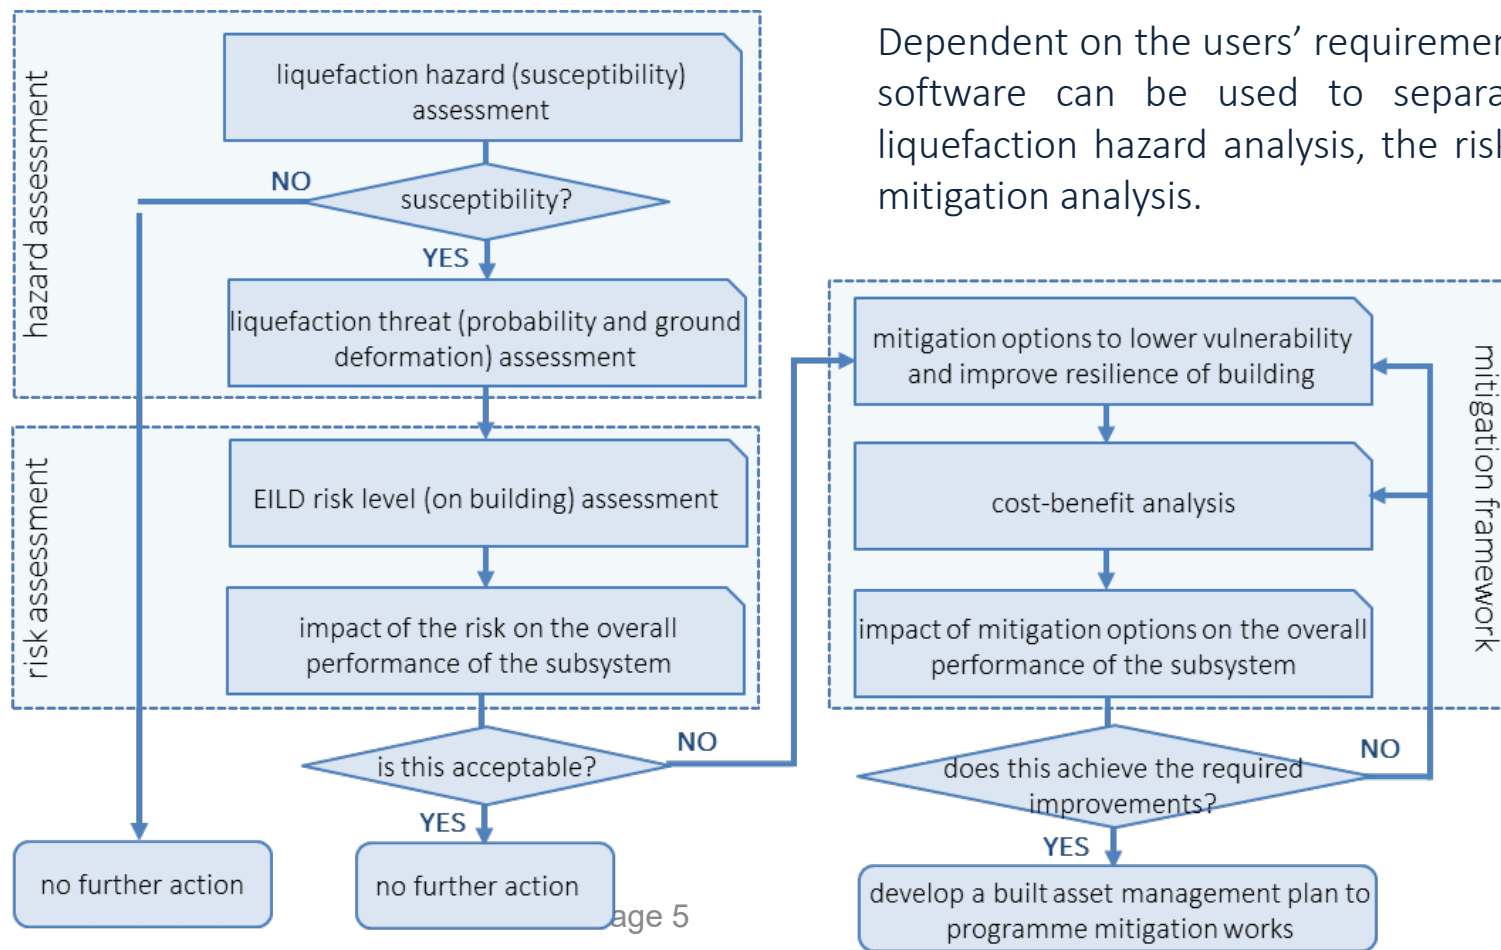 hazard assessment
liquefaction hazard (susceptibility)
assessment
NO
susceptibility?
YES
liquefaction threat (probability and ground
deformation) assessment
risk assessment
EILD risk level (on building) assessment
impact of the risk on the overall
performance of the subsystem
is this acceptable?
NO
YES
no further action
no further action
age 5
Dependent on the users’
software can be used to
liquefaction hazard analysis, the
mitigation analysis.
mitigation framework
mitigation options to lower vulnerability
and improve resilience of building
cost-benefit analysis
impact of mitigation options on the overall
performance of the subsystem
does this achieve the required
improvements?
NO
YES
develop a built asset management plan to
programme mitigation works